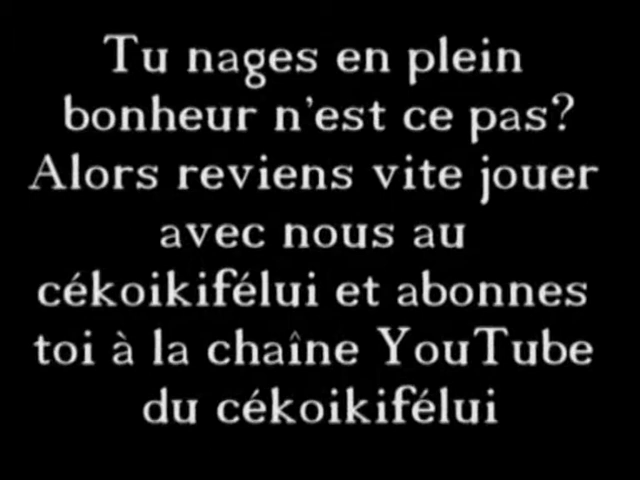 Tu nages en plein
bonheur n'est ce pas?
Alors reviens vite jouer
avec nous au
cékoikifélui et abonnes
toi à la chaîne YouTube
du cékoikifélui